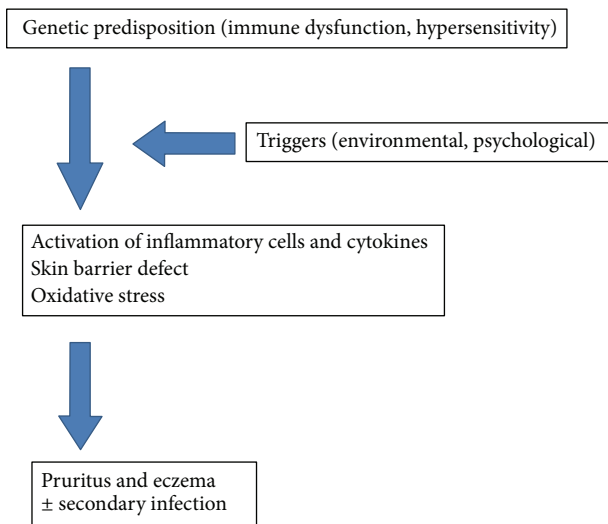 Genetic predisposition (immune dysfunction, hypersensitivity)
Triggers (environmental, psychological)
Activation of inflammatory cells and cytokines
Skin barrier defect
Oxidative stress
Pruritus and eczema
± secondary infection